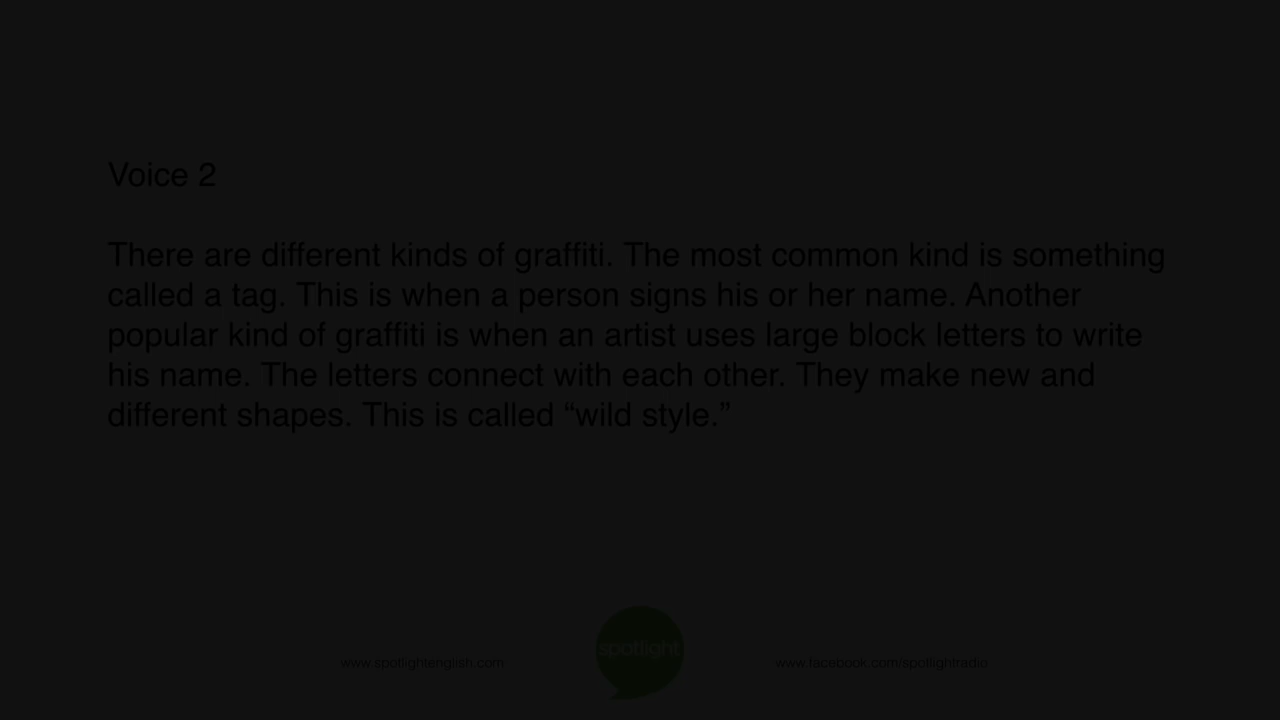 Voice 2
There are different kinds of graffiti. The most common kind is something
called a tag. This is when a person signs his or her name. Another
popular kind of graffiti is when an artist uses large block letters to write
his name. The letters connect with each other. They make new and
different shapes. This is called “wild style.”
spotlight
www.spotlightenglish.com
www.facebook.com/spotlightradio